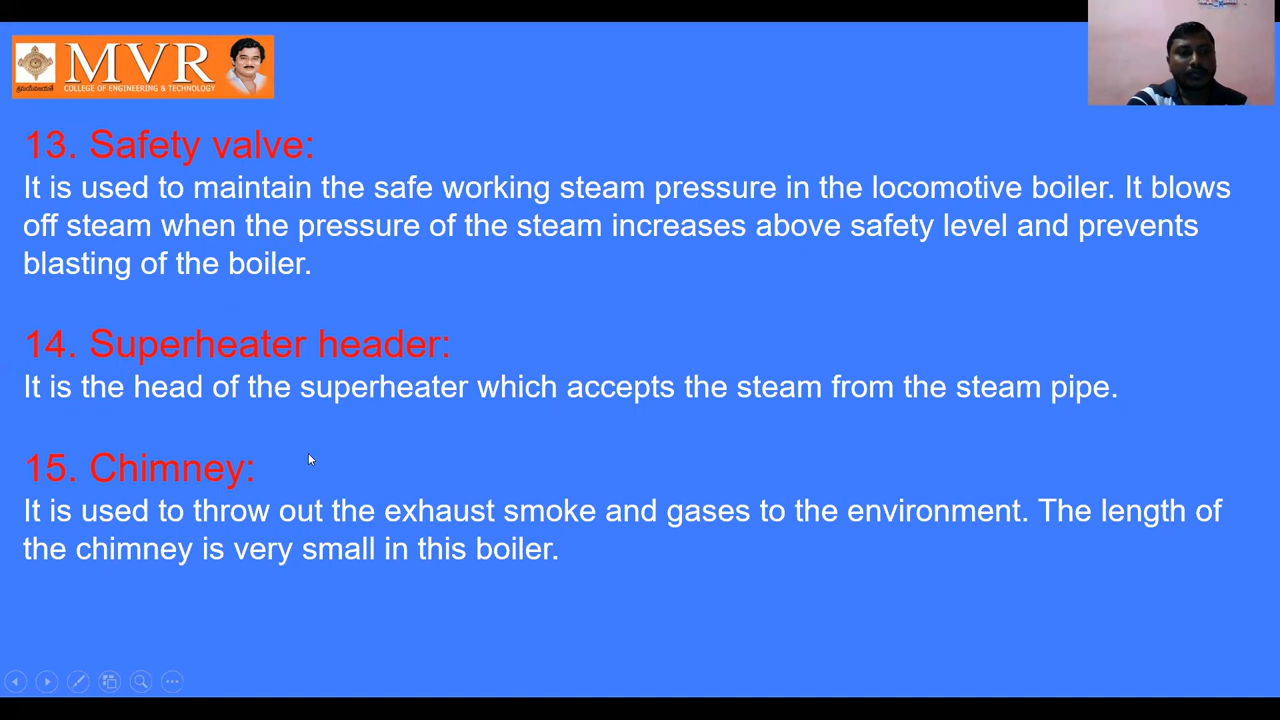 MVR
COLLEGE OF ENGINEERING & TECHNOLOGY
13. Safety valve:
It is used to maintain the safe working steam pressure in the locomotive boiler. It blows
off steam when the pressure of the steam increases above safety level and prevents
blasting of the boiler.
14. Superheater header:
It is the head of the superheater which accepts the steam from the steam pipe.
15. Chimney:
It is used to throw out the exhaust smoke and gases to the environment. The length of
the chimney is very small in this boiler.